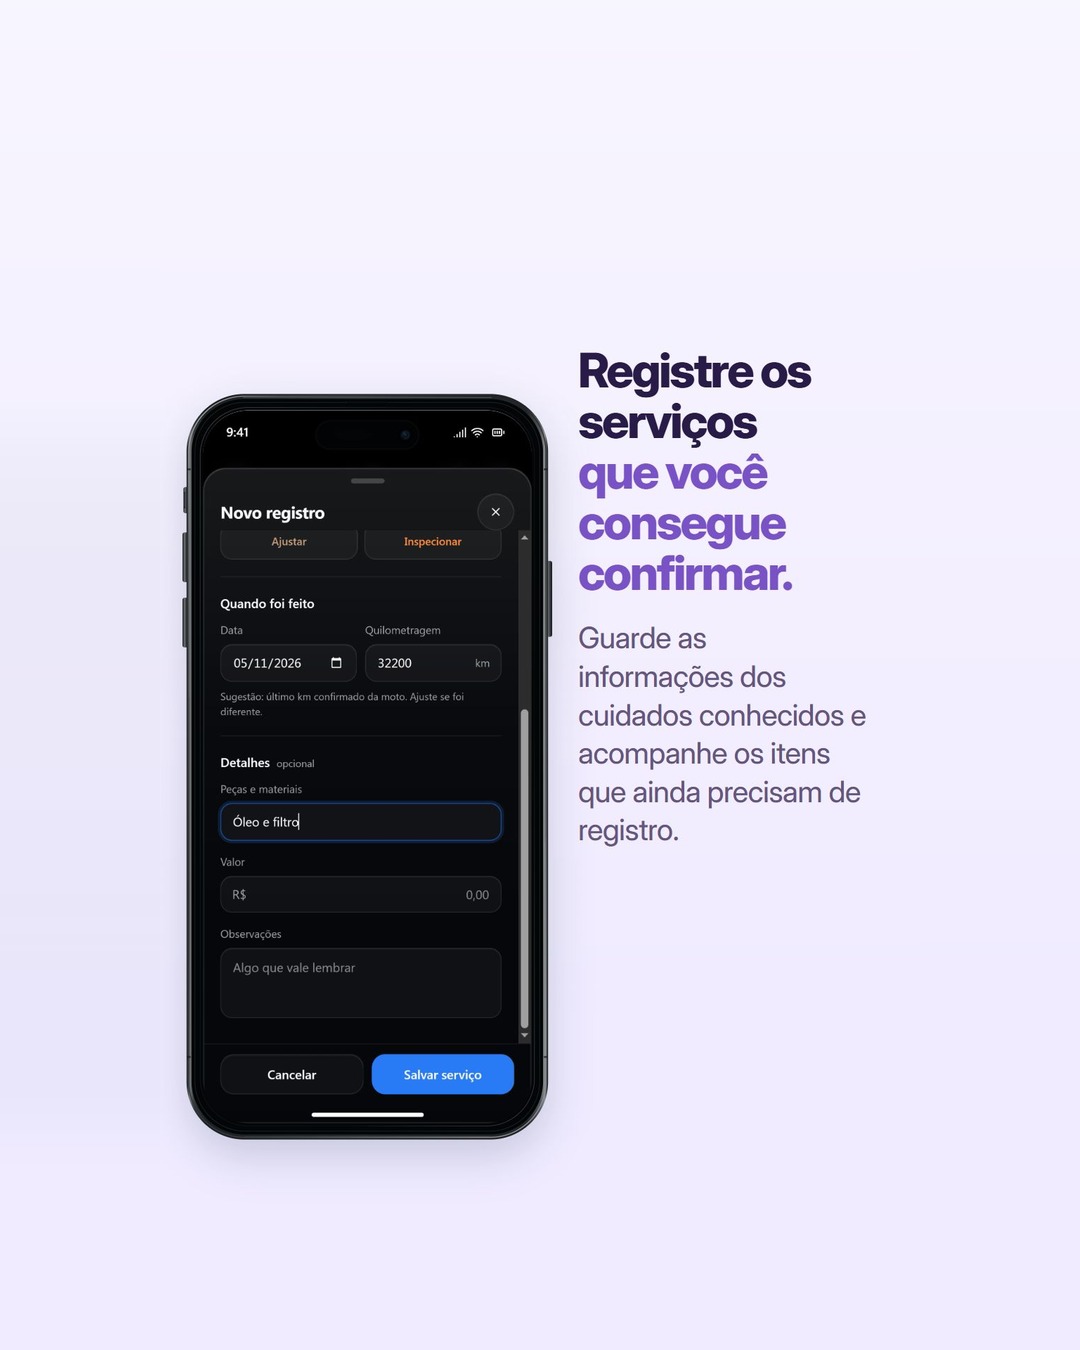 9:41
Novo registro
Ajustar
Inspecionar
Quando foi feito
Data
Quilometragem
05/11/2026
32200 km
Sugestão: último km confirmado da moto. Ajuste se foi
diferente.
Detalhes opcional
Peças e materiais
Óleo e filtro
Valor
R$ 0,00
Observações
Algo que vale lembrar
Cancelar
Salvar serviço
Registre os
serviços
que você
consegue
confirmar.
Guarde as
informações dos
cuidados conhecidos e
acompanhe os itens
que ainda precisam de
registro.